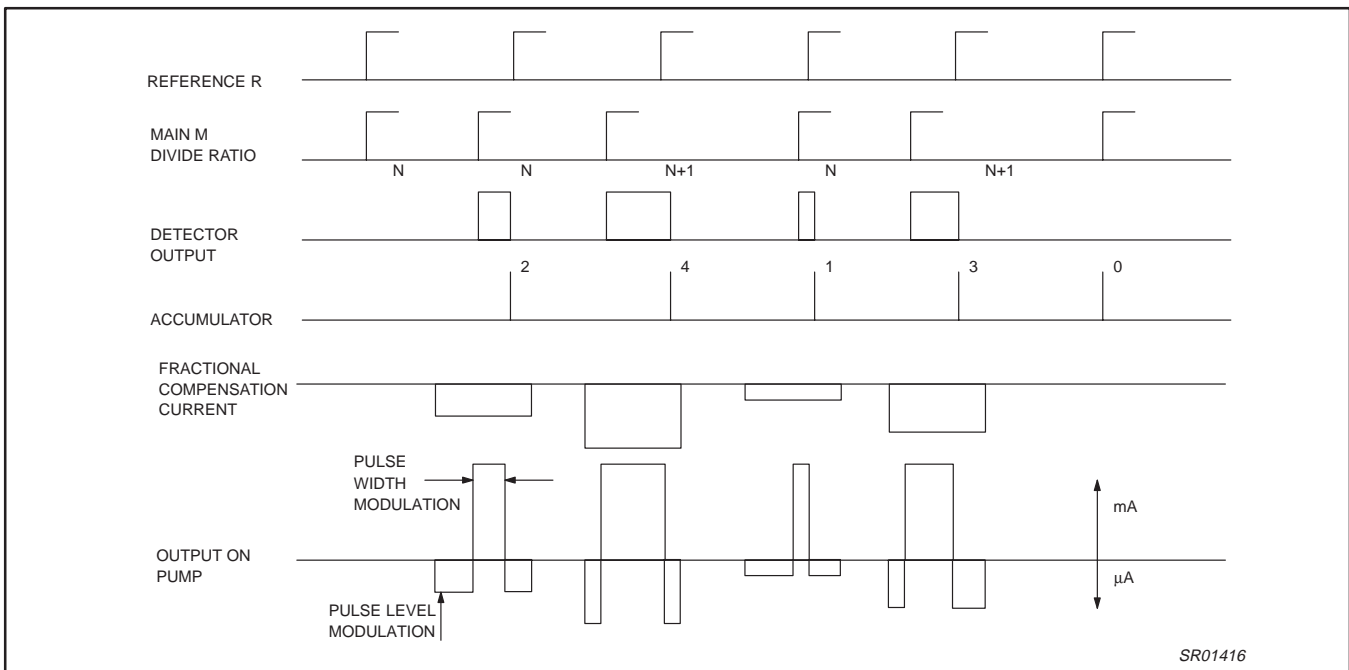 REFERENCE R
MAIN M
DIVIDE RATIO
N
N
N+1
N
N+1
DETECTOR
OUTPUT
2
4
1
3
0
ACCUMULATOR
FRACTIONAL
COMPENSATION
CURRENT
PULSE
WIDTH
MODULATION
mA
OUTPUT ON
PUMP
µA
PULSE LEVEL
MODULATION
SR01416